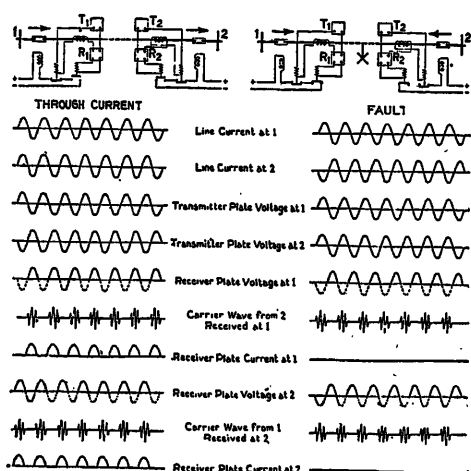 T1 T2 T1 T2
1 2 1 2
R1 R2 R1 R2
+ + + +
THROUGH CURRENT FAULT
Line Current at 1
Line Current at 2
Transmitter Plate Voltage at 1
Transmitter Plate Voltage at 2
Receiver Plate Voltage at 1
Carrier Wave from 2
Received at 1
Receiver Plate Current at 1
Receiver Plate Voltage at 2
Carrier Wave from 1
Received at 2
Receiver Plate Current at 2